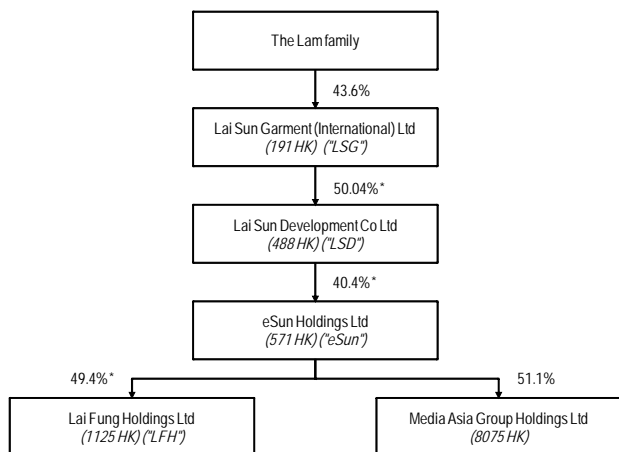 The Lam family
43.6%
Lai Sun Garment (International) Ltd
(191 HK) ("LSG")
50.04%*
Lai Sun Development Co Ltd
(488 HK) ("LSD")
40.4%*
eSun Holdings Ltd
(571 HK) ("eSun")
49.4%*
51.1%
Lai Fung Holdings Ltd
(1125 HK) ("LFH")
Media Asia Group Holdings Ltd
(8075 HK)